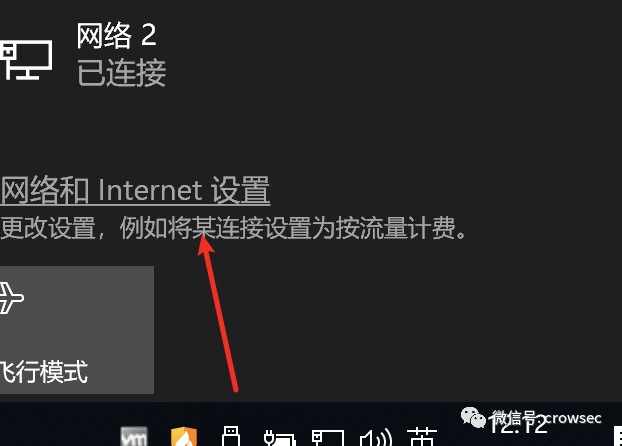 网络 2
已连接
网络和 Internet 设置
更改设置，例如将某连接设置为按流量计费。
飞行模式
vm
英
12:12
微信号: crowsec